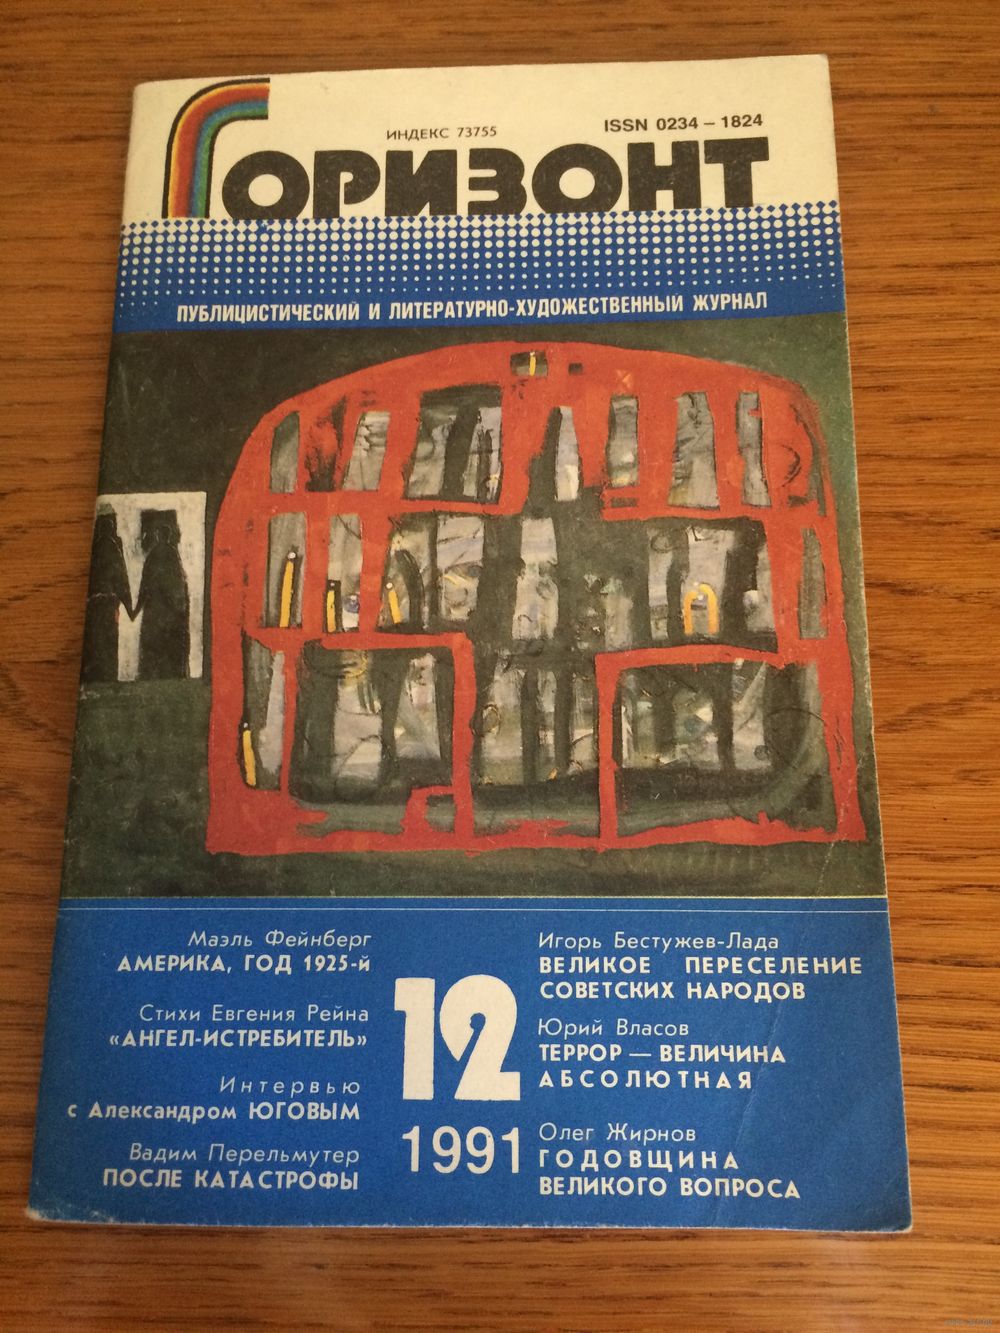 ИНДЕКС 73755
ISSN 0234 – 1824
ГОРИЗОНТ
ПУБЛИЦИСТИЧЕСКИЙ И ЛИТЕРАТУРНО-ХУДОЖЕСТВЕННЫЙ ЖУРНАЛ
Маэль Фейнберг
АМЕРИКА, ГОД 1925-й
Стихи Евгения Рейна
«АНГЕЛ-ИСТРЕБИТЕЛЬ»
Интервью
с Александром ЮГОВЫМ
Вадим Перельмутер
ПОСЛЕ КАТАСТРОФЫ
12
1991
Игорь Бестужев-Лада
ВЕЛИКОЕ ПЕРЕСЕЛЕНИЕ
СОВЕТСКИХ НАРОДОВ
Юрий Власов
ТЕРРОР — ВЕЛИЧИНА
АБСОЛЮТНАЯ
Олег Жирнов
ГОДОВЩИНА
ВЕЛИКОГО ВОПРОСА